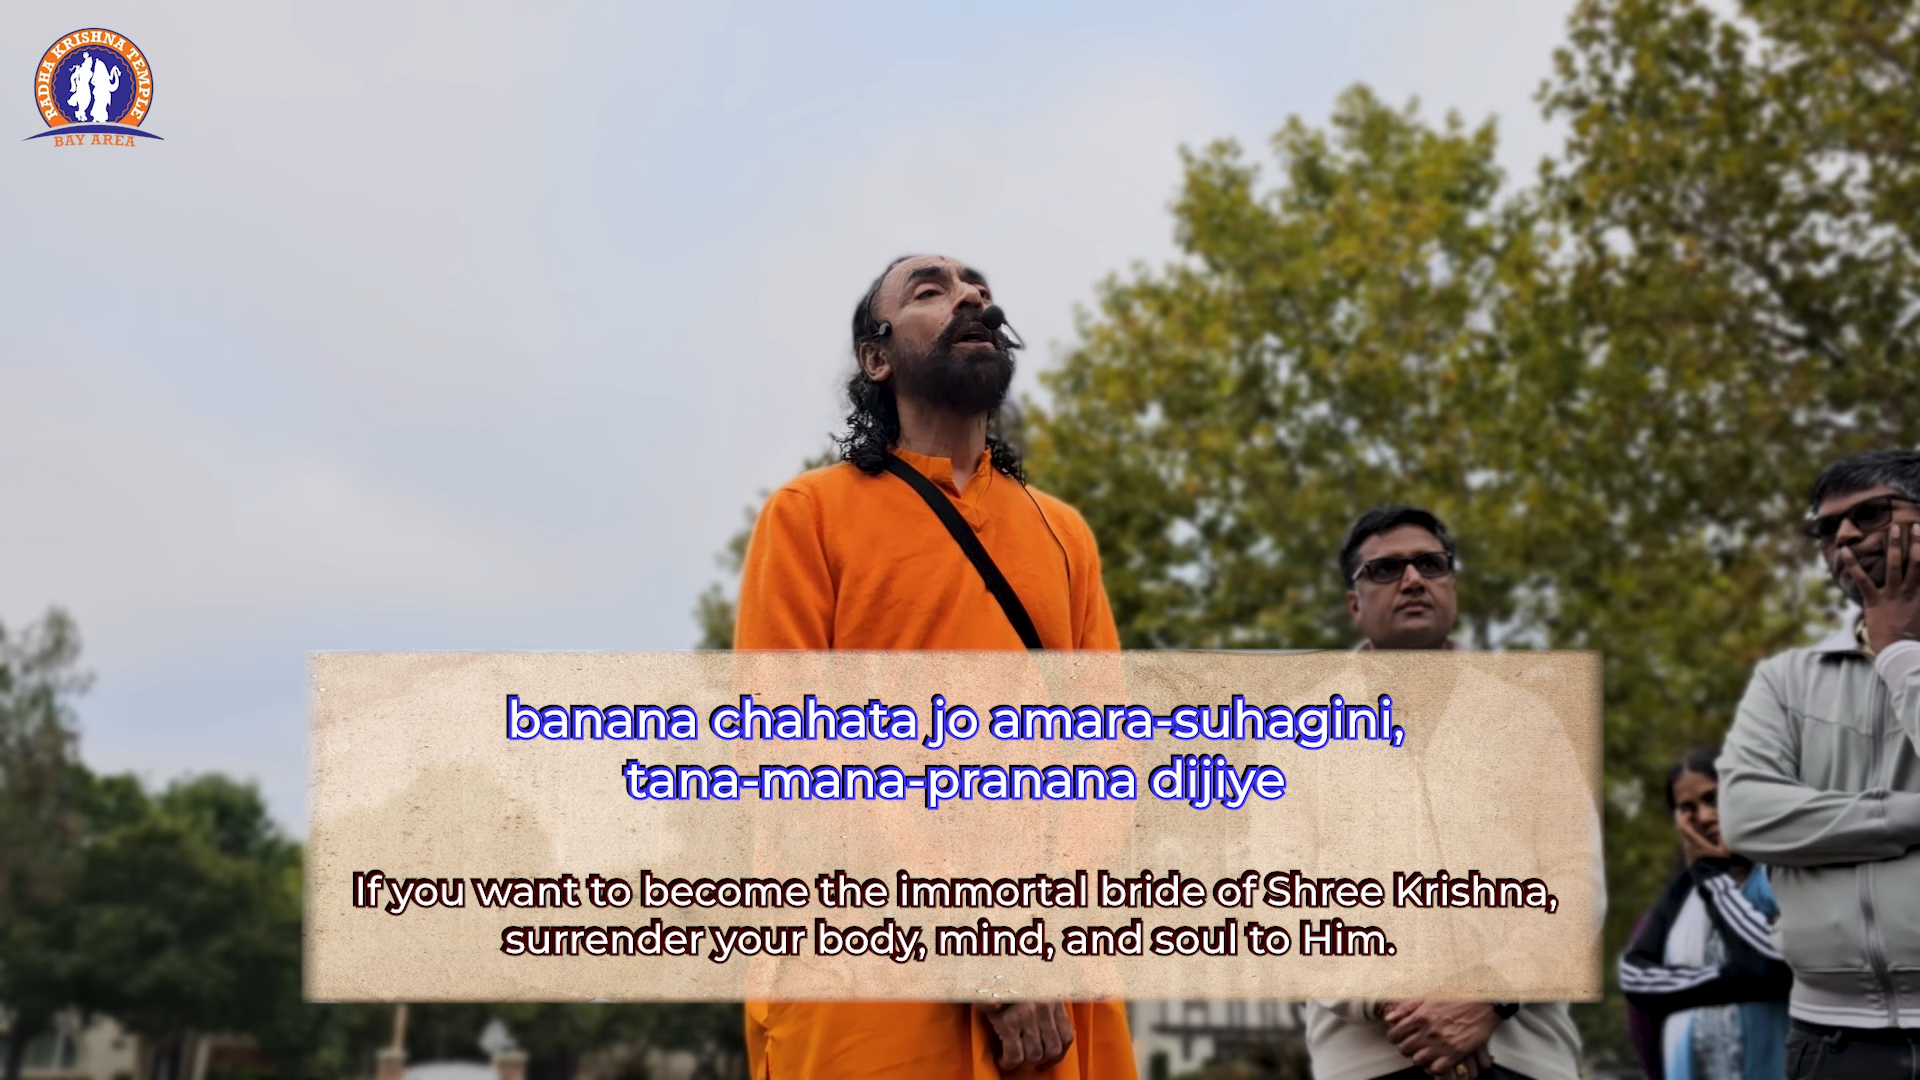 RADHA KRISHNA TEMPLE
BAY AREA
banana chahata jo amara-suhagini,
tana-mana-pranana dijiye
If you want to become the immortal bride of Shree Krishna,
surrender your body, mind, and soul to Him.